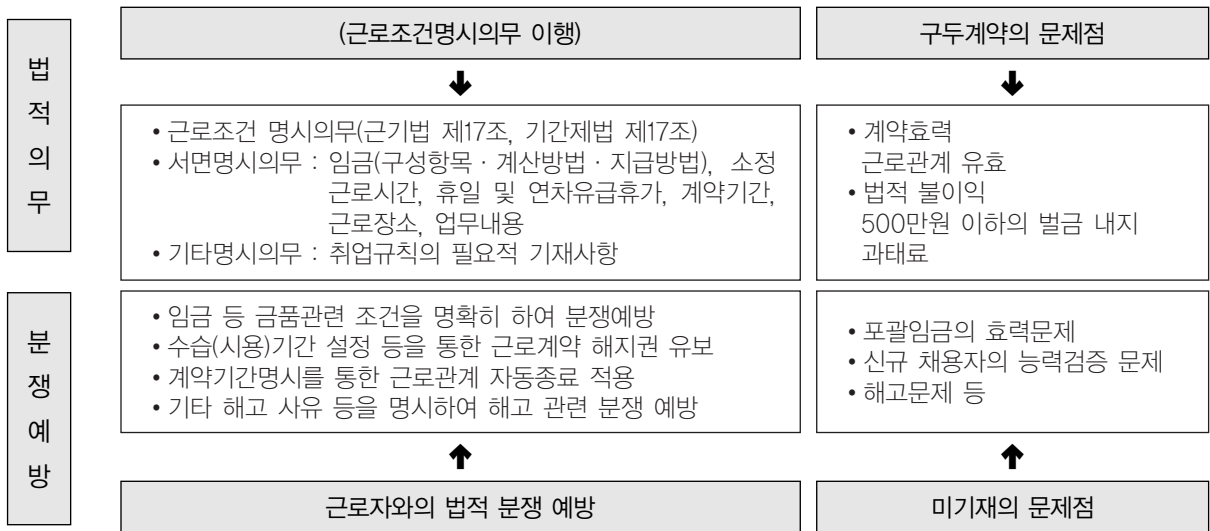 법적의무
(근로조건명시의무 이행)
• 근로조건 명시의무(근기법 제17조, 기간제법 제17조)
• 서면명시의무 : 임금(구성항목 · 계산방법 · 지급방법), 소정
근로시간, 휴일 및 연차유급휴가, 계약기간,
근로장소, 업무내용
• 기타명시의무 : 취업규칙의 필요적 기재사항
구두계약의 문제점
• 계약효력
근로관계 유효
• 법적 불이익
500만원 이하의 벌금 내지
과태료
분쟁예방
• 임금 등 금품관련 조건을 명확히 하여 분쟁예방
• 수습(시용)기간 설정 등을 통한 근로계약 해지권 유보
• 계약기간명시를 통한 근로관계 자동종료 적용
• 기타 해고 사유 등을 명시하여 해고 관련 분쟁 예방
근로자와의 법적 분쟁 예방
• 포괄임금의 효력문제
• 신규 채용자의 능력검증 문제
• 해고문제 등
미기재의 문제점